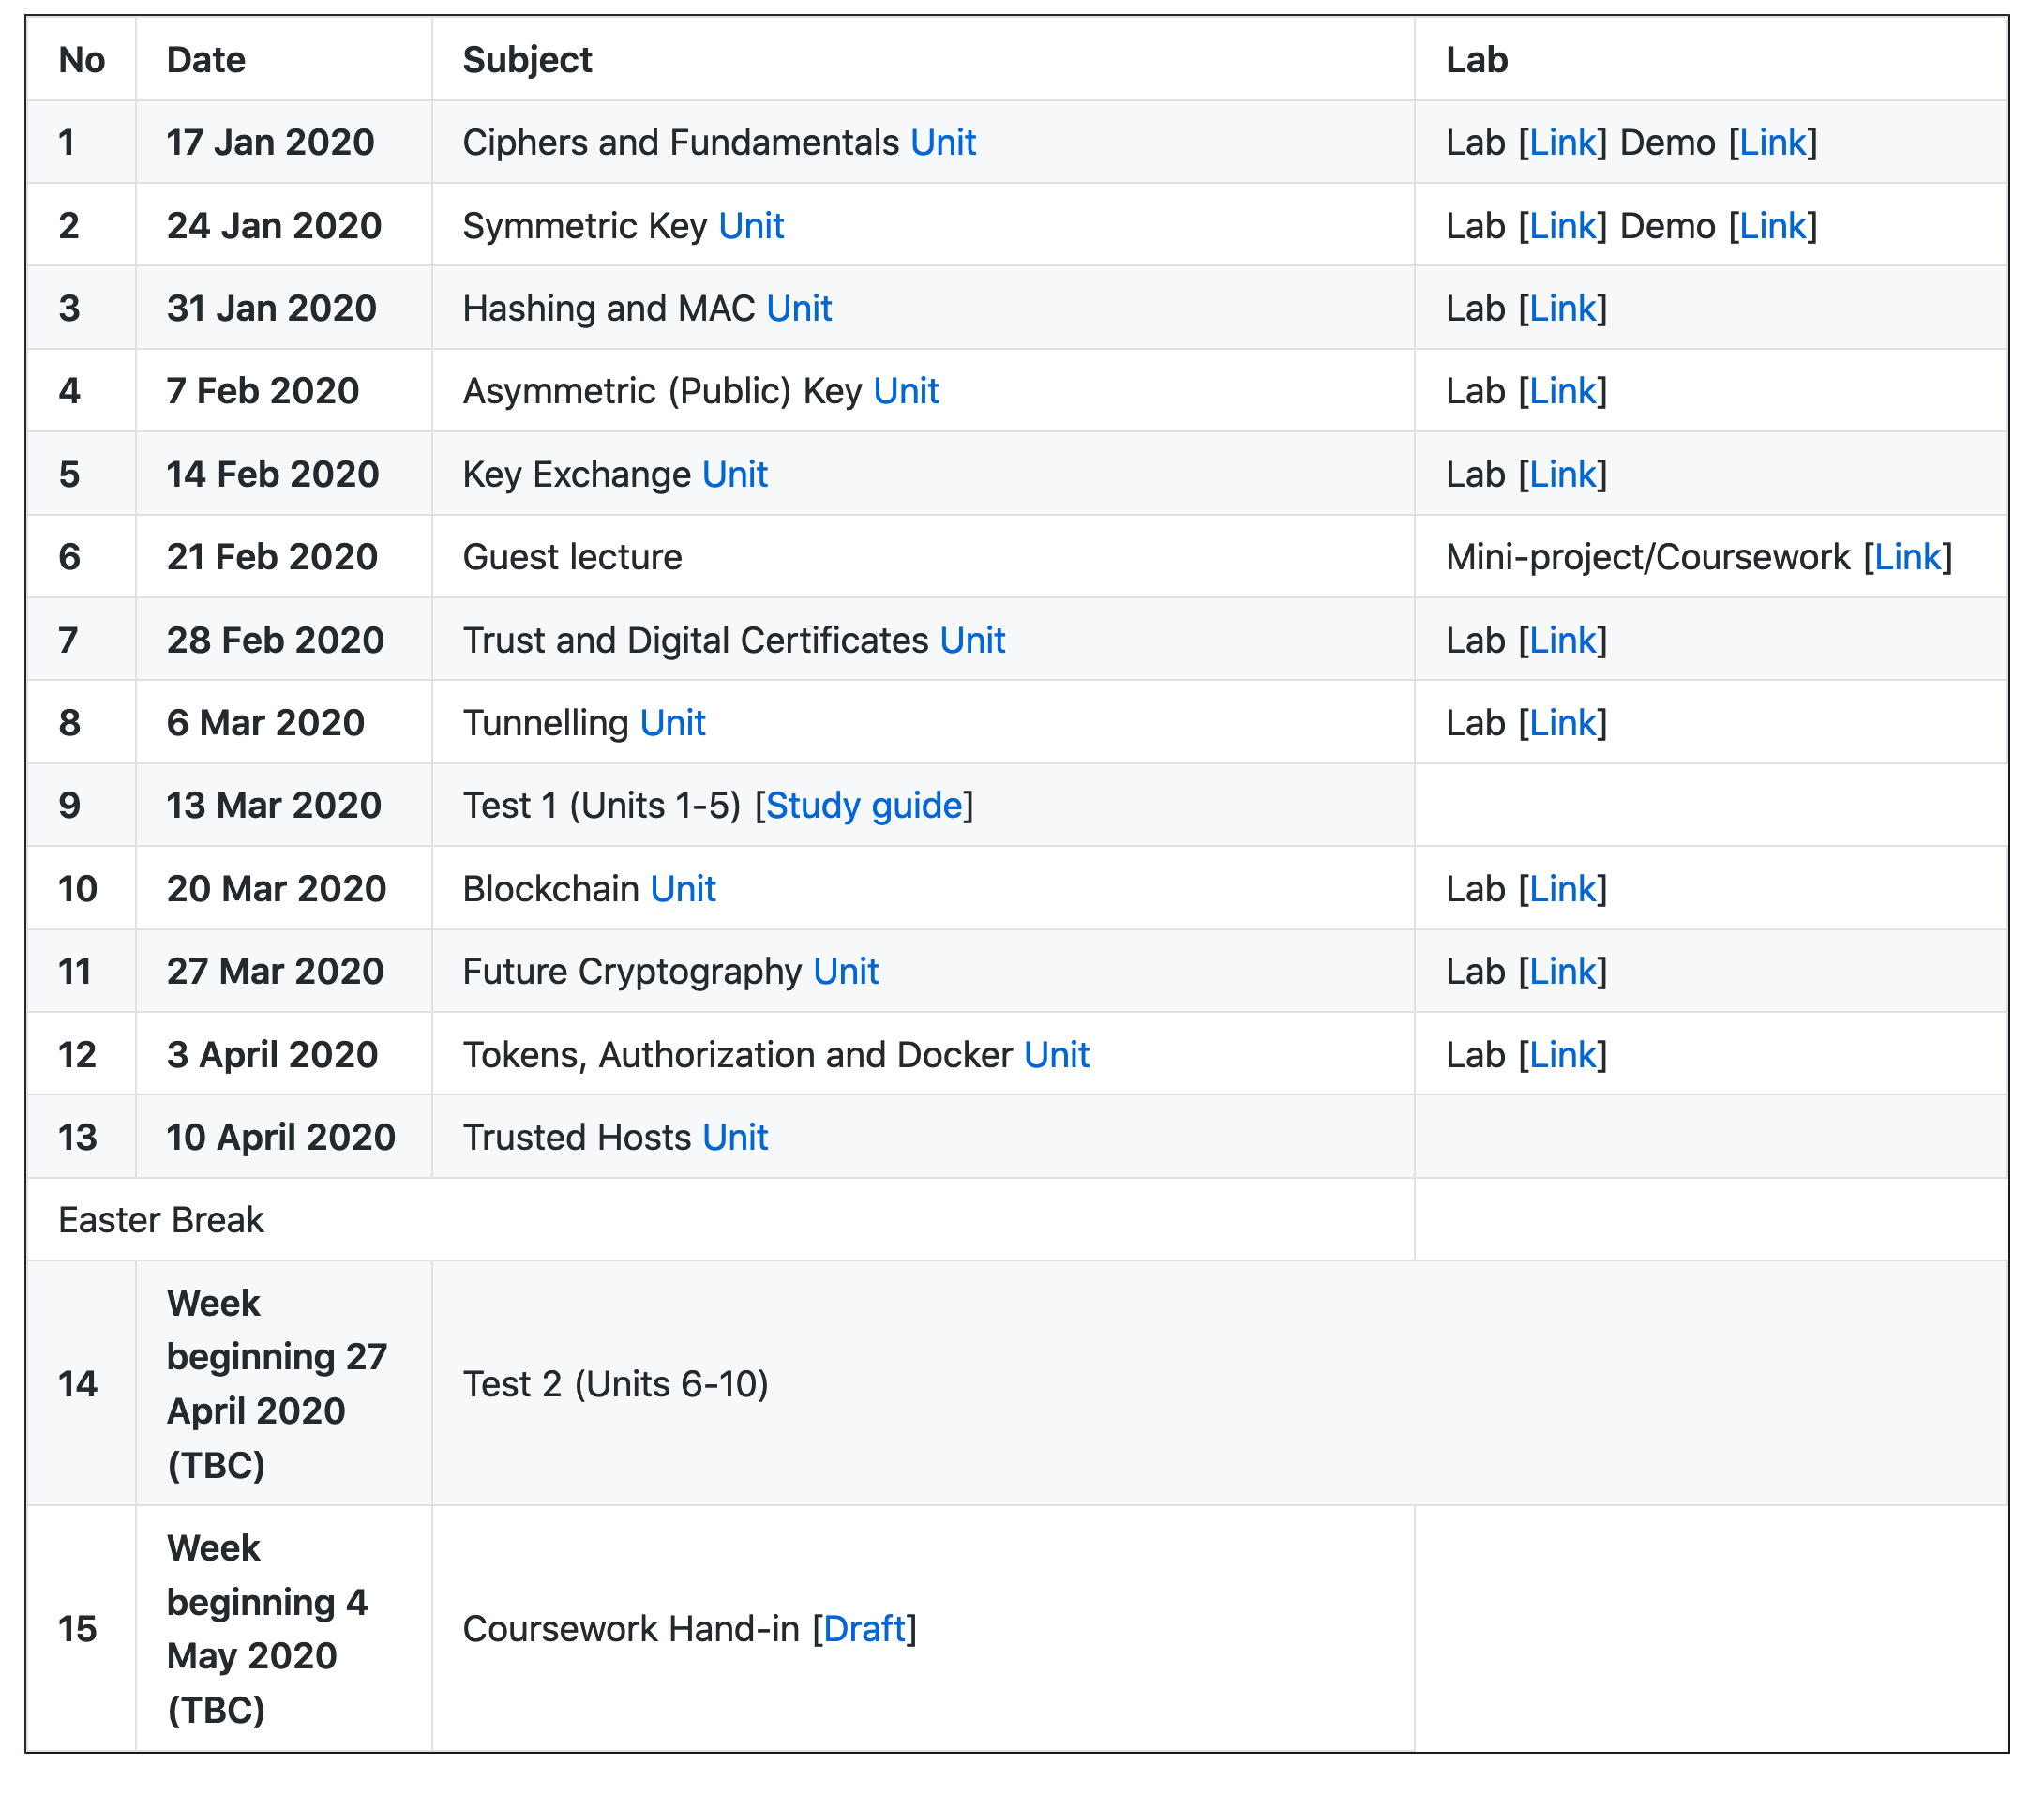 No Date Subject Lab
1 17 Jan 2020 Ciphers and Fundamentals Unit Lab [Link] Demo [Link]
2 24 Jan 2020 Symmetric Key Unit Lab [Link] Demo [Link]
3 31 Jan 2020 Hashing and MAC Unit Lab [Link]
4 7 Feb 2020 Asymmetric (Public) Key Unit Lab [Link]
5 14 Feb 2020 Key Exchange Unit Lab [Link]
6 21 Feb 2020 Guest lecture Mini-project/Coursework [Link]
7 28 Feb 2020 Trust and Digital Certificates Unit Lab [Link]
8 6 Mar 2020 Tunnelling Unit Lab [Link]
9 13 Mar 2020 Test 1 (Units 1-5) [Study guide]
10 20 Mar 2020 Blockchain Unit Lab [Link]
11 27 Mar 2020 Future Cryptography Unit Lab [Link]
12 3 April 2020 Tokens, Authorization and Docker Unit Lab [Link]
13 10 April 2020 Trusted Hosts Unit
Easter Break
14
Week
beginning 27
April 2020
(TBC)
Test 2 (Units 6-10)
15
Week
beginning 4
May 2020
(TBC)
Coursework Hand-in [Draft]